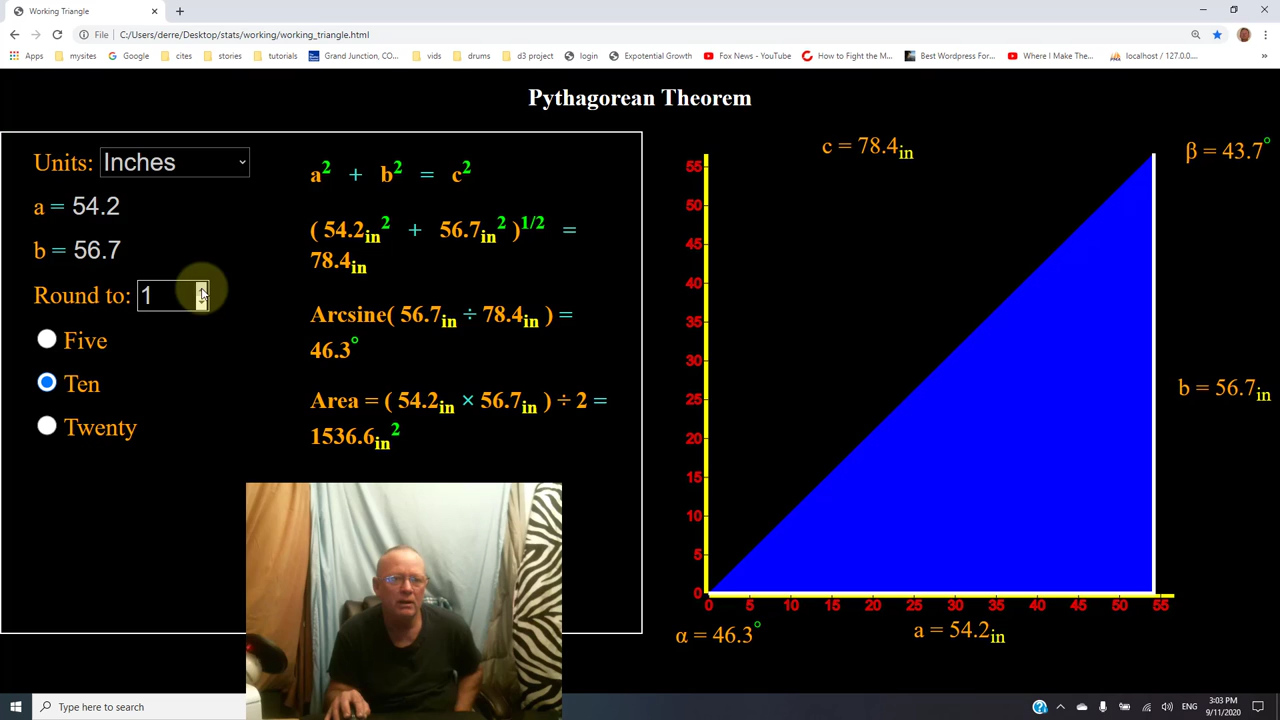 Working Triangle
File | C:/Users/derre/Desktop/stats/working/working_triangle.html
Apps mysites Google cites stories tutorials Grand Junction, CO... vids drums d3 project login Expotential Growth Fox News - YouTube How to Fight the M... Best Wordpress For... Where I Make The... localhost / 127.0.0.... »
Pythagorean Theorem
Units: Inches
a = 54.2
b = 56.7
Round to: 1
Five
Ten
Twenty
a² + b² = c²
( 54.2in² + 56.7in² )^1/2 =
78.4in
Arcsine( 56.7in ÷ 78.4in ) =
46.3°
Area = ( 54.2in × 56.7in ) ÷ 2 =
1536.6in²
c = 78.4in
β = 43.7°
b = 56.7in
55
50
45
40
35
30
25
20
15
10
5
0
0 5 10 15 20 25 30 35 40 45 50 55
α = 46.3°
a = 54.2in
Type here to search
ENG
3:03 PM
9/11/2020